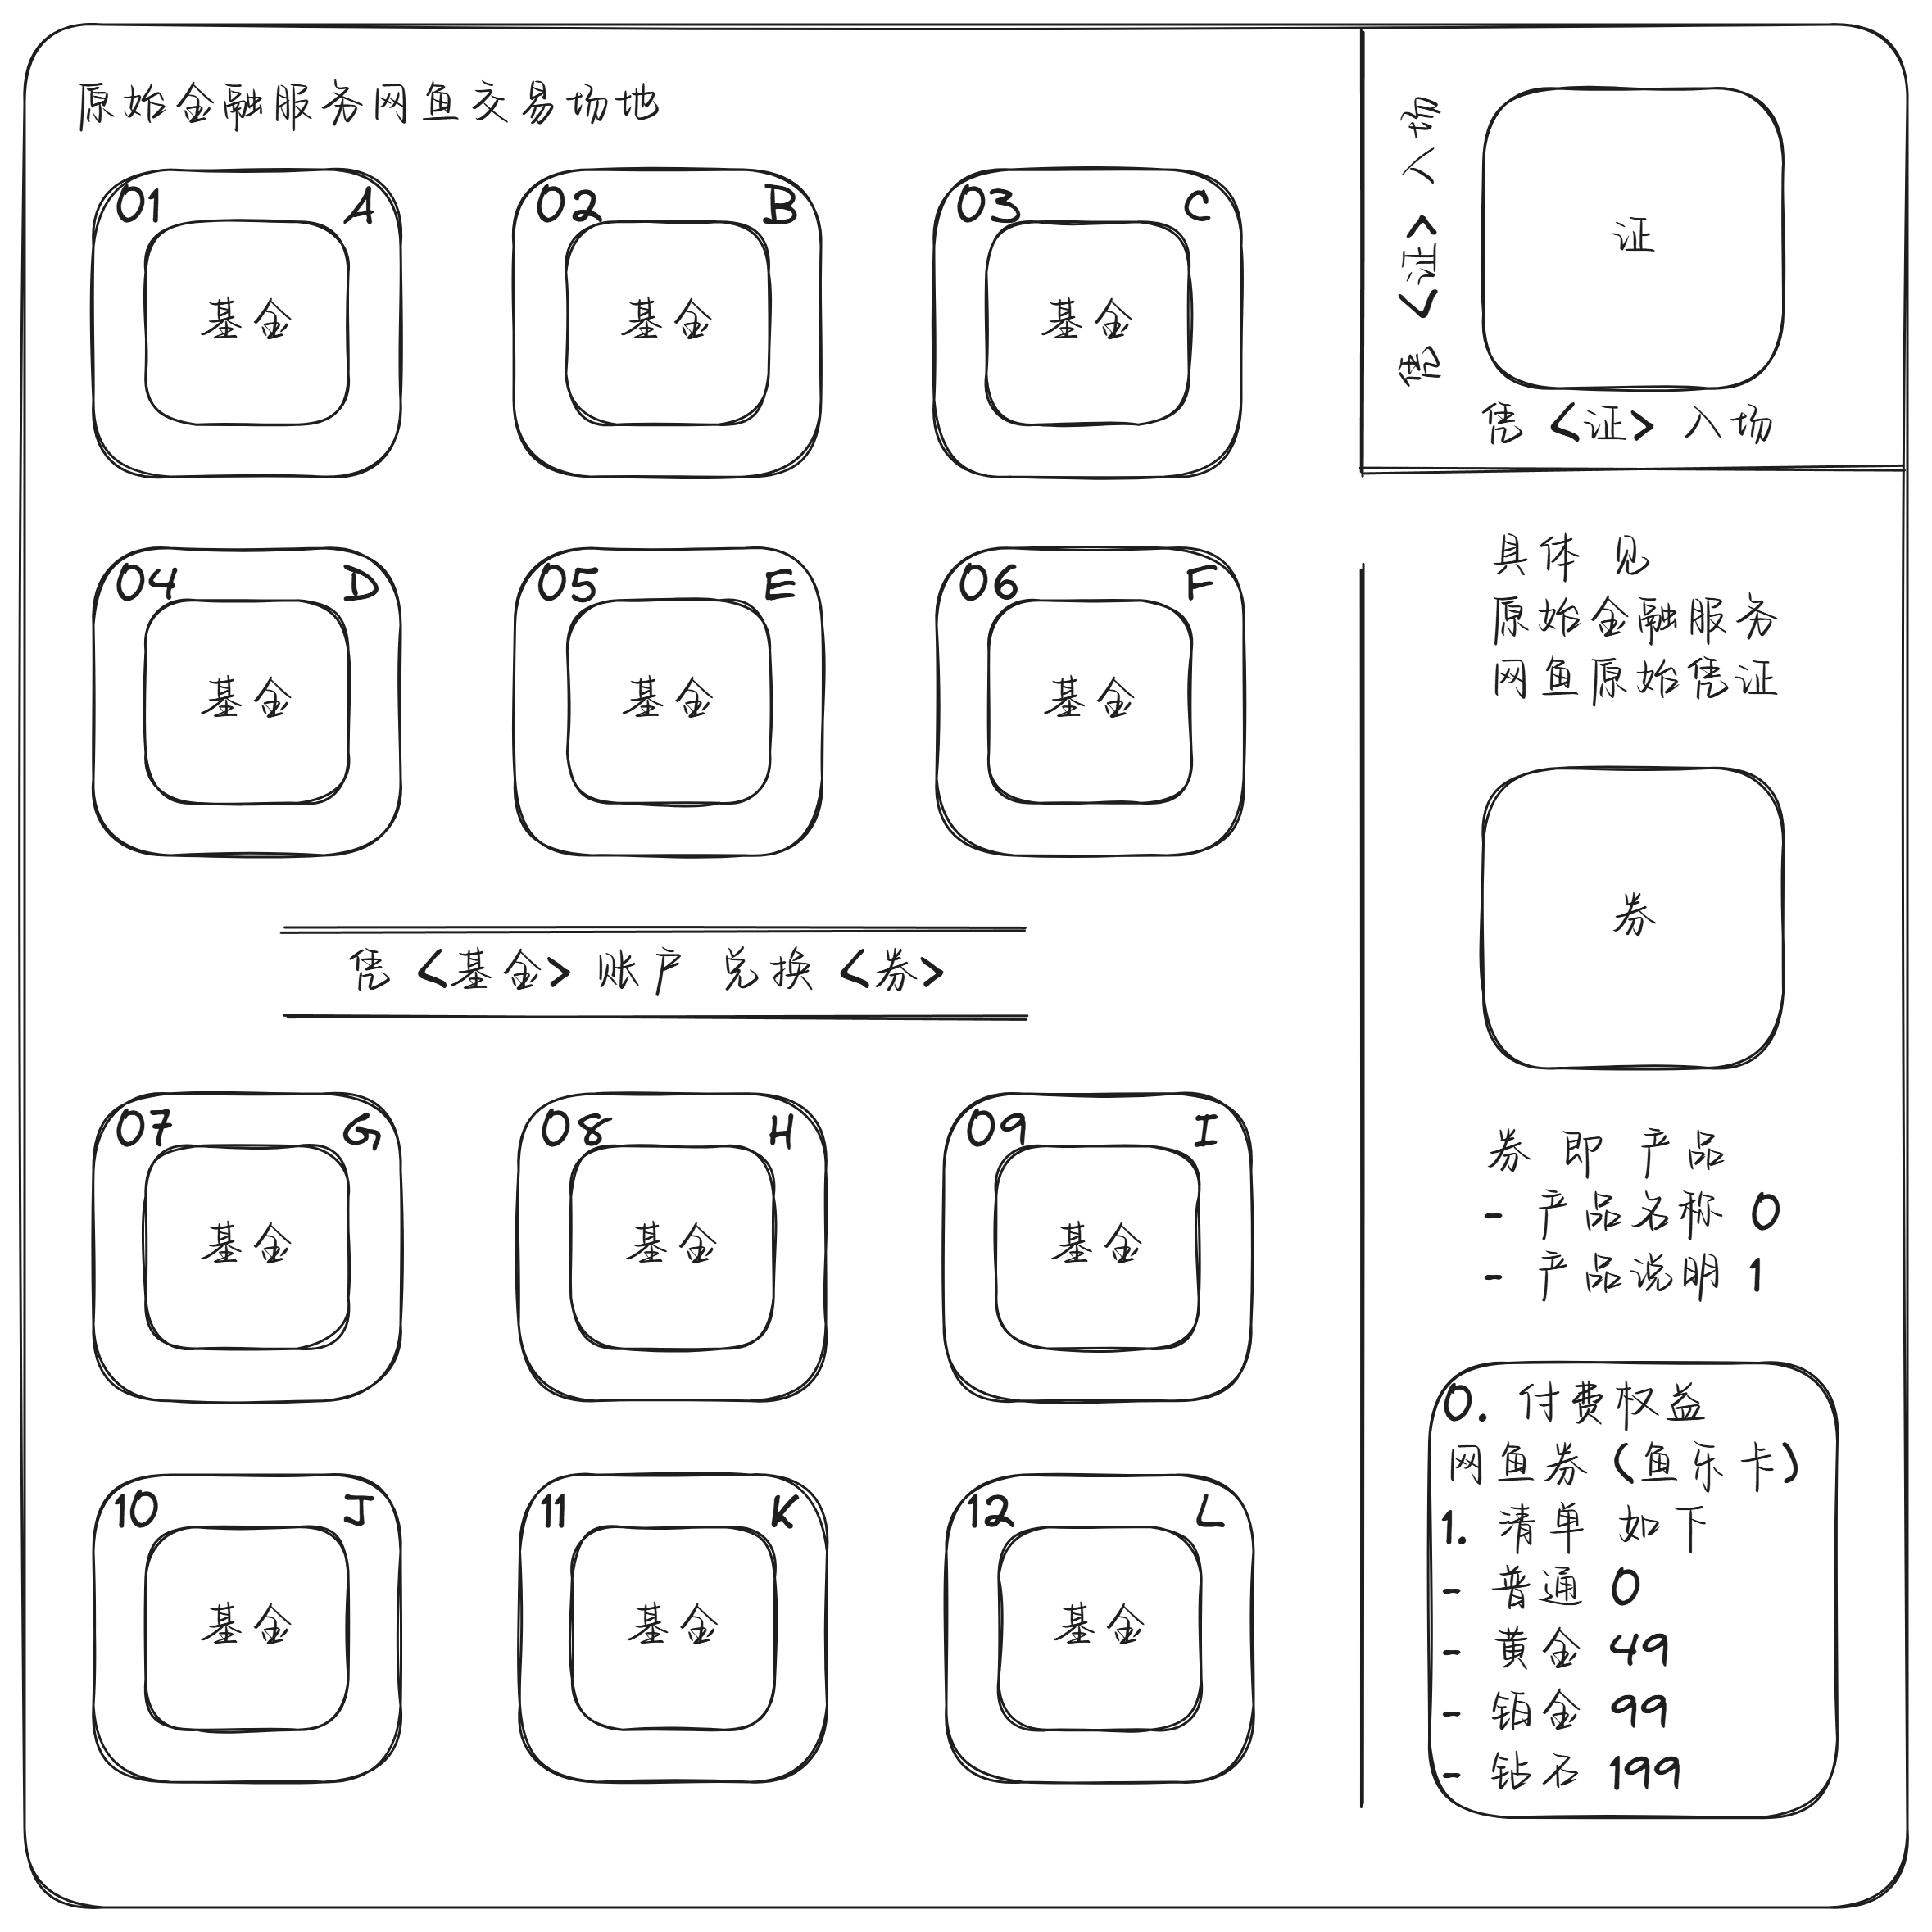 原始金融服务网鱼交易场地
01 A
基金
02 B
基金
03 C
基金
04 D
基金
05 E
基金
06 F
基金
凭 <基金> 账户 兑换 <券>
07 G
基金
08 H
基金
09 I
基金
10 J
基金
11 K
基金
12 L
基金
凭 <证> 入场
证
凭 <证> 入场
具体 见
原始金融服务
网鱼原始凭证
券
券 即 产品
- 产品名称 0
- 产品说明 1
0. 付费权益
网鱼券（鱼乐卡）
1. 清单 如下
- 普通 0
- 黄金 49
- 铂金 99
- 钻石 199